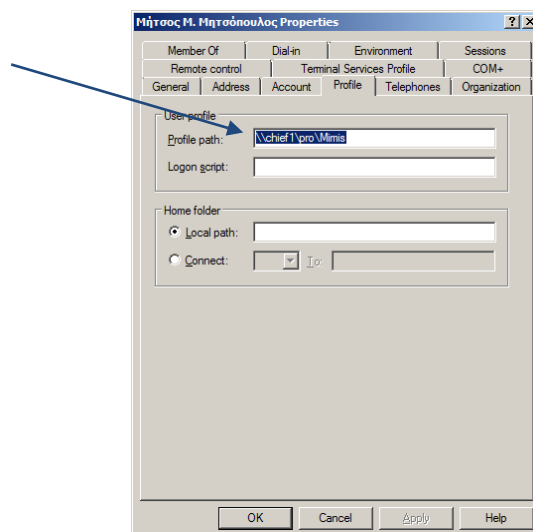 Μήτσος Μ. Μητσόπουλος Properties
Member Of Dial-in Environment Sessions
Remote control Terminal Services Profile COM+
General Address Account Profile Telephones Organization
User profile
Profile path: \\chief1\pro\Mimis
Logon script:
Home folder
Local path:
Connect: To:
OK Cancel Apply Help